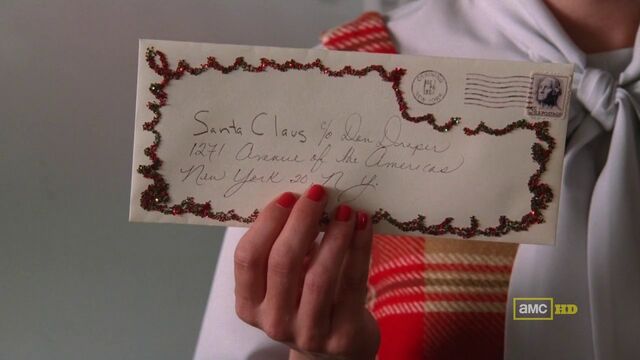 Santa Claus c/o Don Draper
1271 Avenue of the Americas
New York 20, N.Y.
amc HD